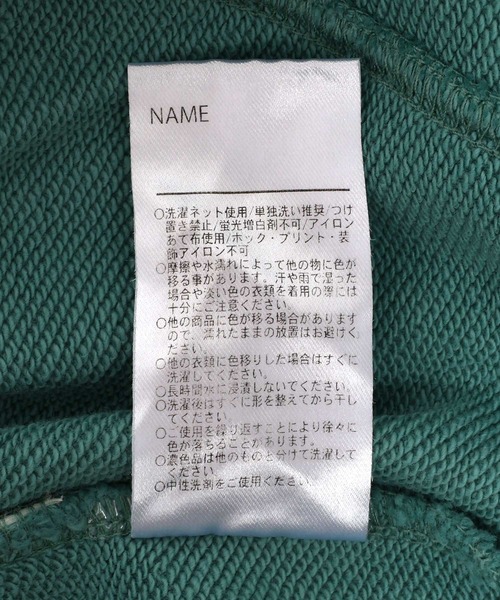 NAME
○洗濯ネット使用/単独洗い推奨/つけ
置き禁止/蛍光増白剤不可/アイロン
あて布使用/ホック・プリント・装
飾アイロン不可
○摩擦や水濡れによって他の物に色が
移る事があります。汗や雨で湿った
場合や淡い色の衣類を着用の際には
十分にご注意ください。
○他の商品に色が移る場合があります
ので、濡れたままの放置はお避けく
ださい。
○他の衣類に色移りした場合はすぐに
洗濯してください。
○長時間水に浸漬しないでください。
○洗濯後はすぐに形を整えてから干し
てください。
○ご使用を繰り返すことにより徐々に
色が落ちることがあります。
○濃色品は他のものと分けて洗濯して
ください。
○中性洗剤をご使用ください。